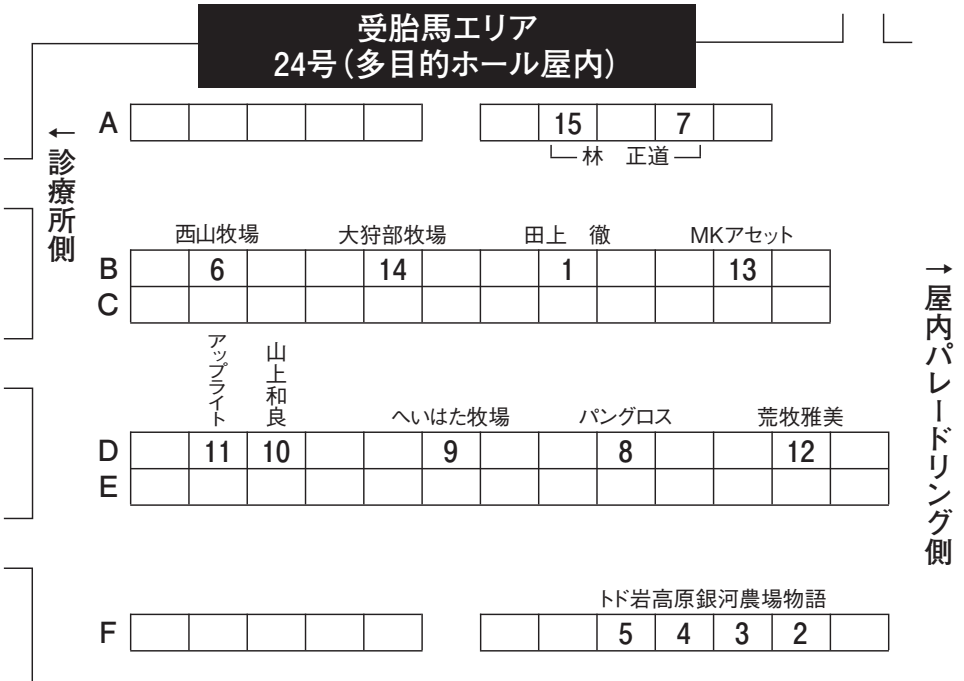 受胎馬エリア
24号（多目的ホール屋内）
←診療所側
→屋内パレードリング側
A 15 7
林 正道
西山牧場 大狩部牧場 田上 徹 MKアセット
B 6 14 1 13
C
アップライト 山上和良 へいはた牧場 パングロス 荒牧雅美
D 11 10 9 8 12
E
トド岩高原銀河農場物語
F 5 4 3 2